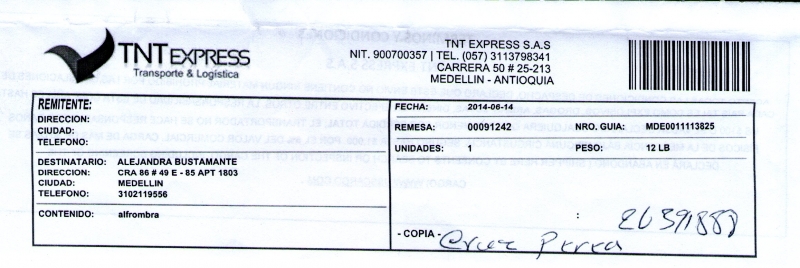 TNT EXPRESS
Transporte & Logística
TNT EXPRESS S.A.S
NIT. 900700357 | TEL. (057) 3113798341
CARRERA 50 # 25-213
MEDELLIN - ANTIOQUIA
REMITENTE:
DIRECCION:
CIUDAD:
TELEFONO:
FECHA: 2014-06-14
REMESA: 00091242 NRO. GUIA: MDE0011113825
UNIDADES: 1 PESO: 12 LB
DESTINATARIO: ALEJANDRA BUSTAMANTE
DIRECCION: CRA 86 # 49 E - 85 APT 1803
CIUDAD: MEDELLIN
TELEFONO: 3102119556
CONTENIDO: alfrombra
:
- COPIA -
Cruz